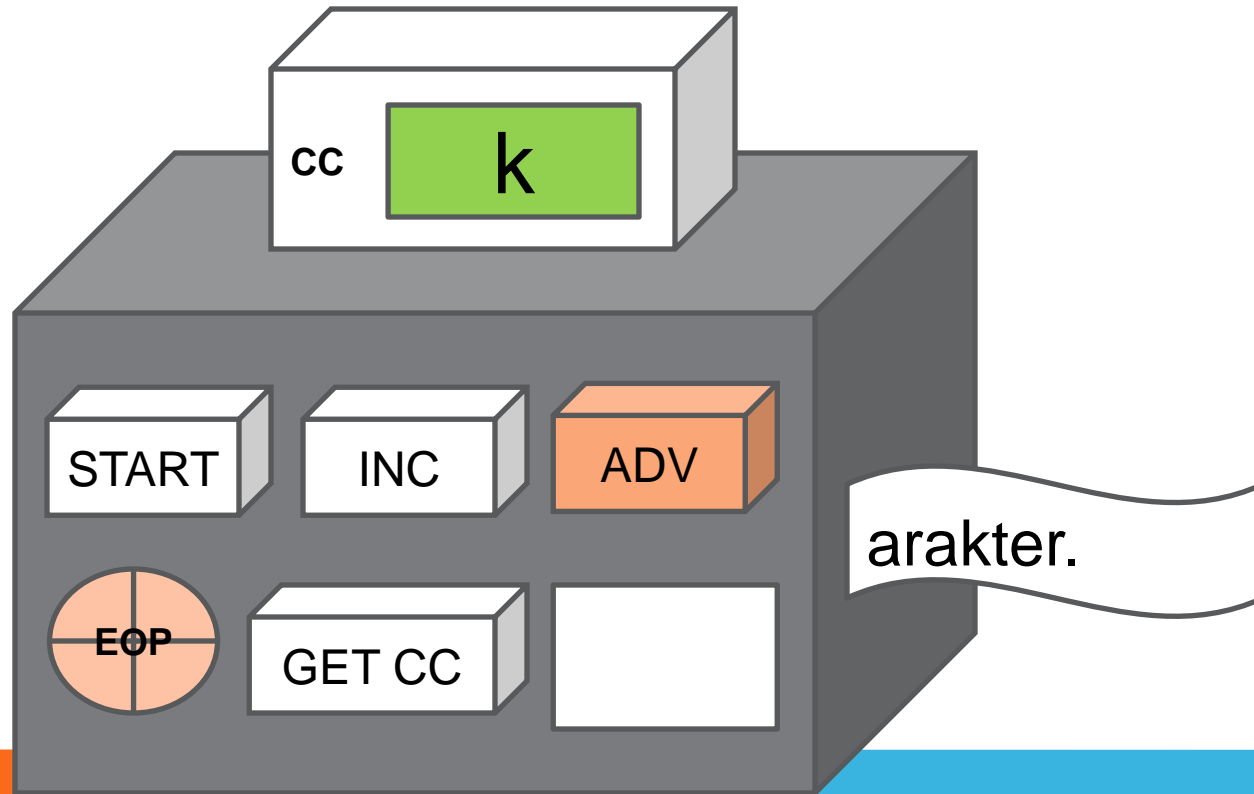 CC
k
START
INC
ADV
arakter.
EOP
GET CC